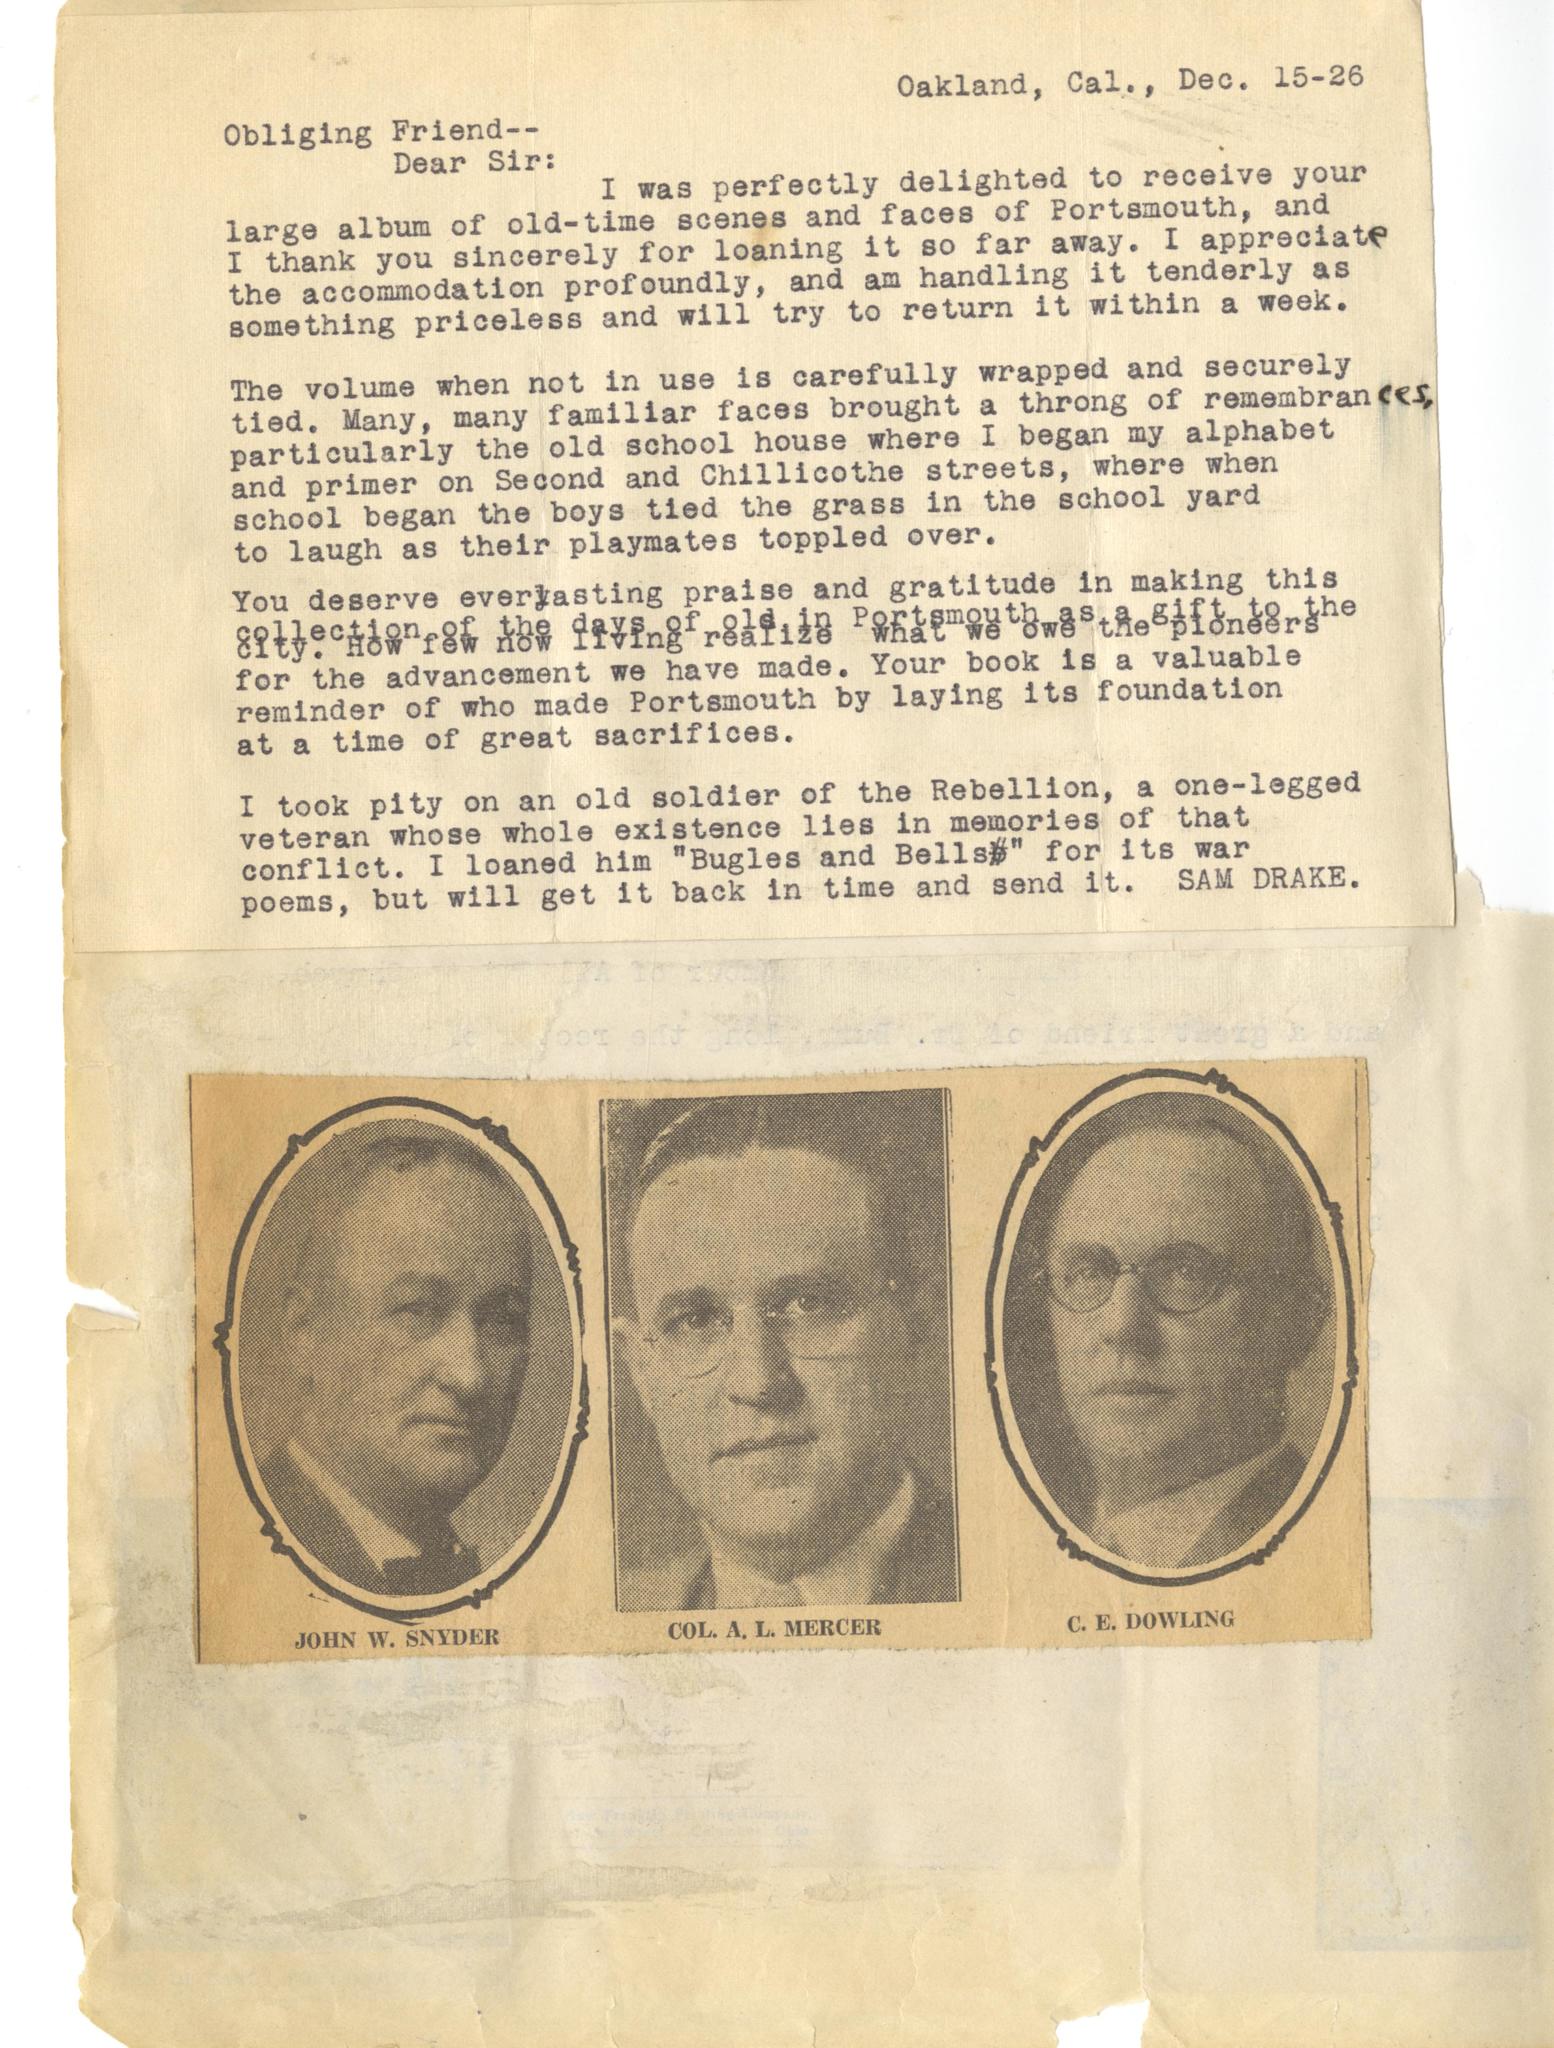 Oakland, Cal., Dec. 15-26
Obliging Friend--
Dear Sir:
I was perfectly delighted to receive your
large album of old-time scenes and faces of Portsmouth, and
I thank you sincerely for loaning it so far away. I appreciate
the accommodation profoundly, and am handling it tenderly as
something priceless and will try to return it within a week.
The volume when not in use is carefully wrapped and securely
tied. Many, many familiar faces brought a throng of remembrances,
particularly the old school house where I began my alphabet
and primer on Second and Chillicothe streets, where when
school began the boys tied the grass in the school yard
to laugh as their playmates toppled over.
You deserve everlasting praise and gratitude in making this
collection of the days of old in Portsmouth as a gift to the
city. How few now living realize what we owe the pioneers
for the advancement we have made. Your book is a valuable
reminder of who made Portsmouth by laying its foundation
at a time of great sacrifices.
I took pity on an old soldier of the Rebellion, a one-legged
veteran whose whole existence lies in memories of that
conflict. I loaned him "Bugles and Bells" for its war
poems, but will get it back in time and send it. SAM DRAKE.
and a great friend of Dr. Burr, long the rector of
JOHN W. SNYDER
COL. A. L. MERCER
C. E. DOWLING